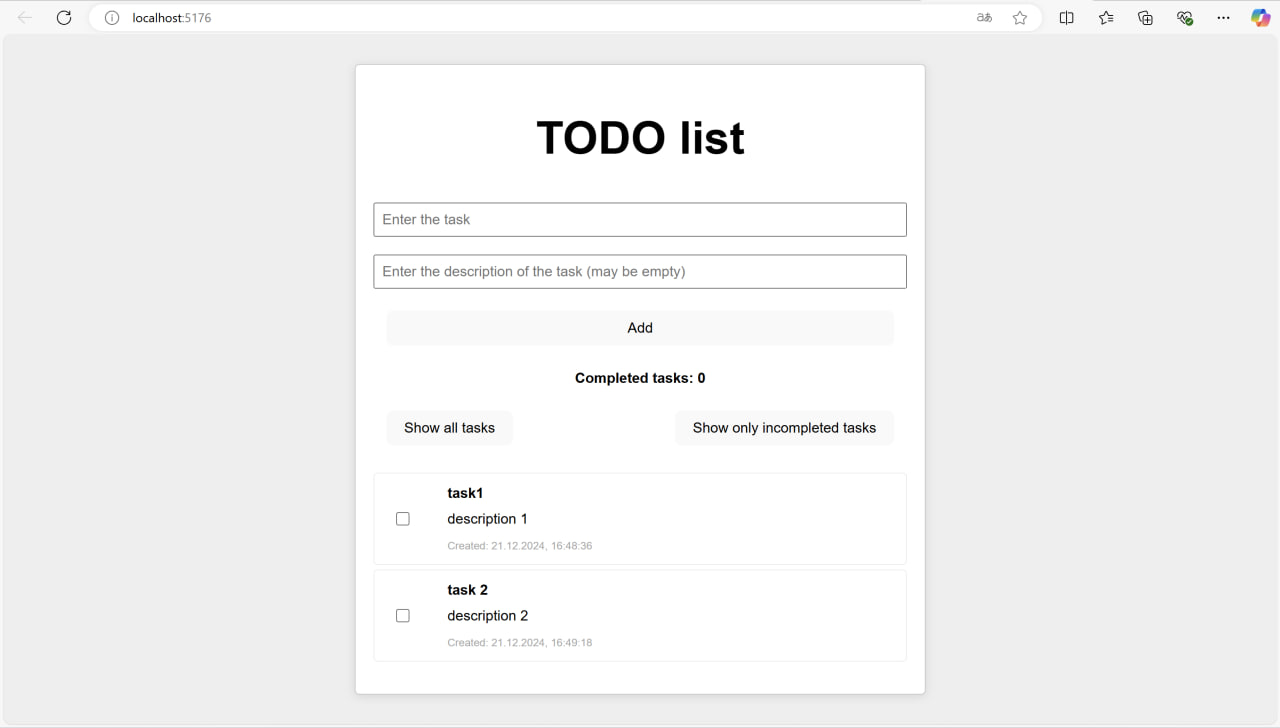 localhost:5176
TODO list
Enter the task
Enter the description of the task (may be empty)
Add
Completed tasks: 0
Show all tasks
Show only incompleted tasks
task1
description 1
Created: 21.12.2024, 16:48:36
task 2
description 2
Created: 21.12.2024, 16:49:18